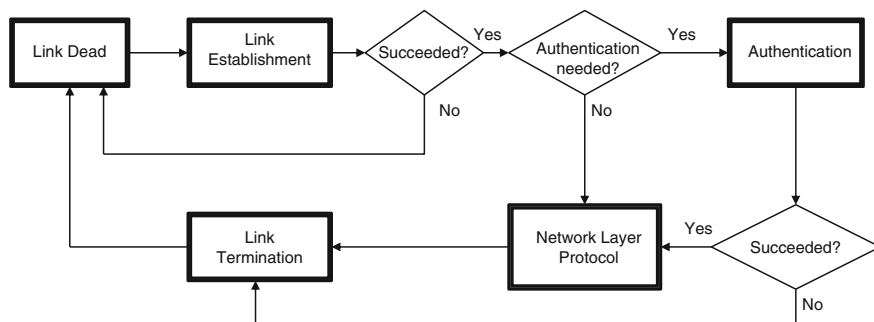 Link Dead
Link
Establishment
Succeeded?
Yes
Authentication
needed?
Yes
Authentication
No
No
Link
Termination
Network Layer
Protocol
Yes
Succeeded?
No